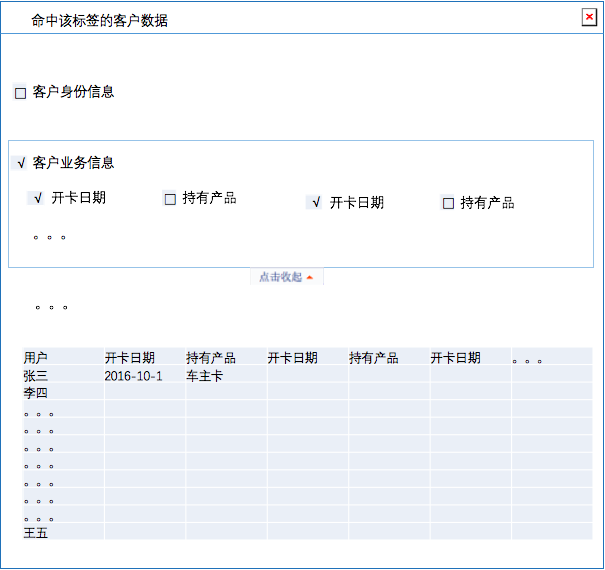 命中该标签的客户数据
客户身份信息
√ 客户业务信息
√ 开卡日期 持有产品 √ 开卡日期 持有产品
。。。
点击收起
。。。
用户 开卡日期 持有产品 开卡日期 持有产品 开卡日期 。。。
张三 2016-10-1 车主卡
李四
。。。
。。。
。。。
。。。
。。。
。。。
。。。
王五